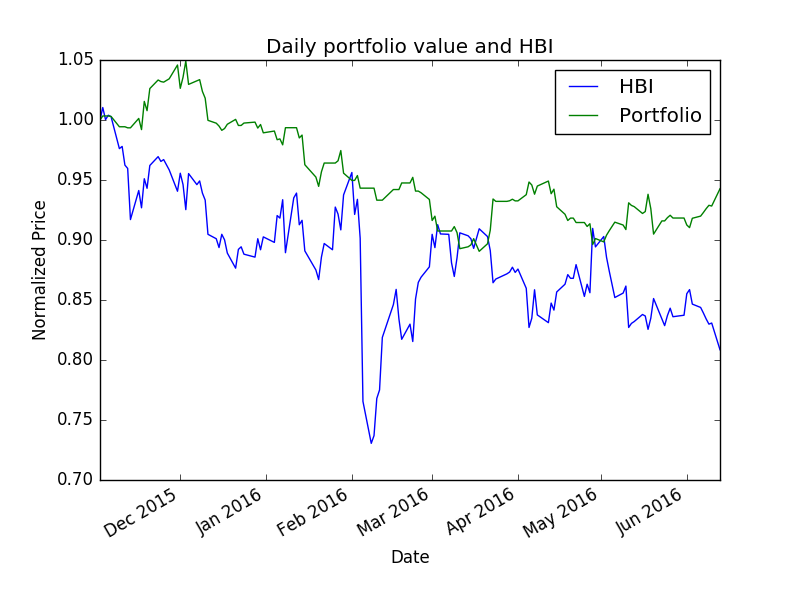 Daily portfolio value and HBI
HBI
Portfolio
1.05
1.00
0.95
0.90
0.85
0.80
0.75
0.70
Normalized Price
Dec 2015
Jan 2016
Feb 2016
Mar 2016
Apr 2016
May 2016
Jun 2016
Date